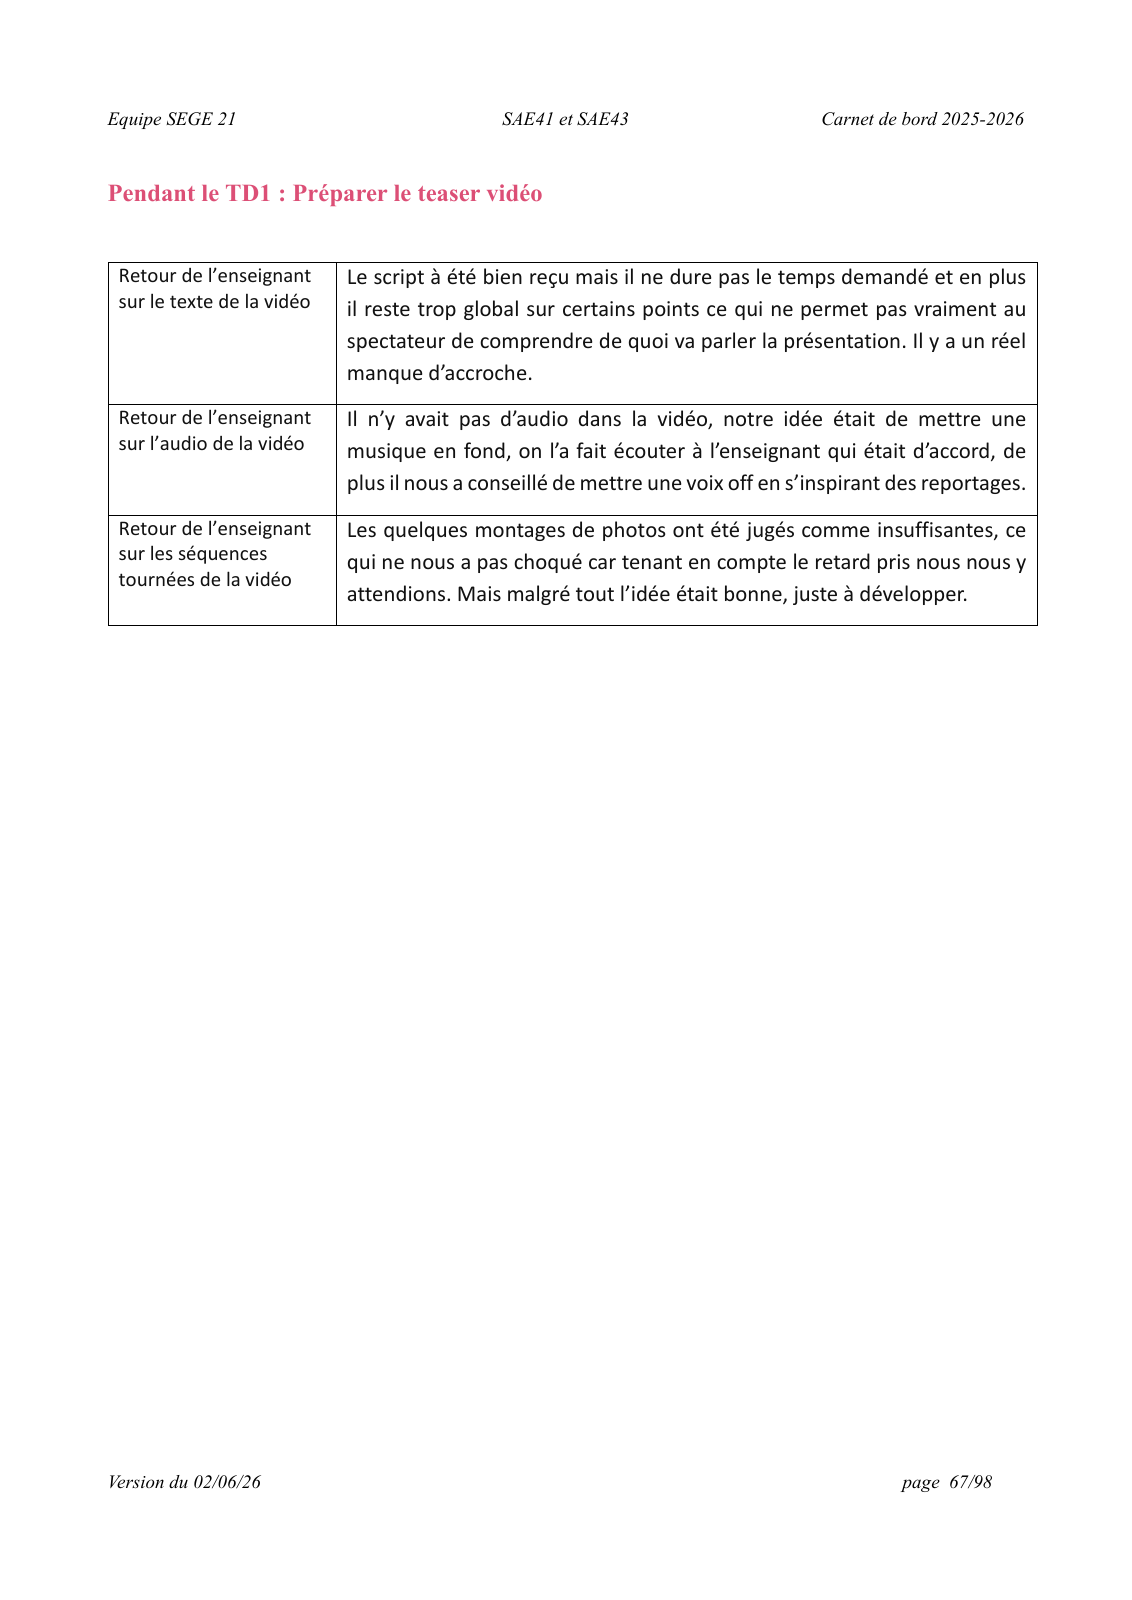 Equipe SEGE 21 SAE41 et SAE43 Carnet de bord 2025-2026
Pendant le TD1 : Préparer le teaser vidéo
Retour de l’enseignant
sur le texte de la vidéo
Le script à été bien reçu mais il ne dure pas le temps demandé et en plus
il reste trop global sur certains points ce qui ne permet pas vraiment au
spectateur de comprendre de quoi va parler la présentation. Il y a un réel
manque d’accroche.
Retour de l’enseignant
sur l’audio de la vidéo
Il n’y avait pas d’audio dans la vidéo, notre idée était de mettre une
musique en fond, on l’a fait écouter à l’enseignant qui était d’accord, de
plus il nous a conseillé de mettre une voix off en s’inspirant des reportages.
Retour de l’enseignant
sur les séquences
tournées de la vidéo
Les quelques montages de photos ont été jugés comme insuffisantes, ce
qui ne nous a pas choqué car tenant en compte le retard pris nous nous y
attendions. Mais malgré tout l’idée était bonne, juste à développer.
Version du 02/06/26 page 67/98